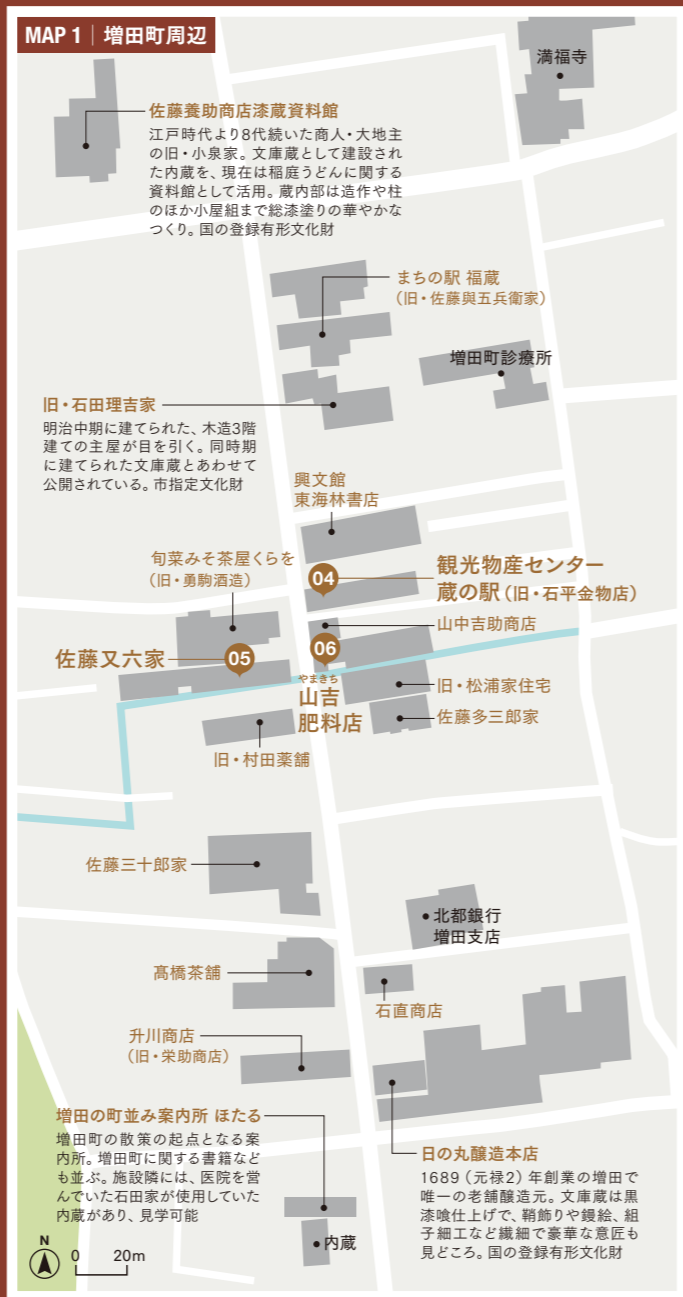 MAP 1 | 増田町周辺
満福寺
佐藤養助商店漆蔵資料館
江戸時代より8代続いた商人・大地主
の旧・小泉家。文庫蔵として建設され
た内蔵を、現在は稲庭うどんに関する
資料館として活用。蔵内部は造作や柱
のほか小屋組まで総漆塗りの華やかな
つくり。国の登録有形文化財
まちの駅 福蔵
（旧・佐藤與五兵衛家）
増田町診療所
旧・石田理吉家
明治中期に建てられた、木造3階
建ての主屋が目を引く。同時期
に建てられた文庫蔵とあわせて
公開されている。市指定文化財
興文館
東海林書店
旬菜みそ茶屋くらを
（旧・勇駒酒造）
04
観光物産センター
蔵の駅（旧・石平金物店）
山中吉助商店
佐藤又六家
05
06
やまきち
山吉
肥料店
旧・松浦家住宅
佐藤多三郎家
旧・村田薬舗
佐藤三十郎家
北都銀行
増田支店
髙橋茶舗
石直商店
升川商店
（旧・栄助商店）
増田の町並み案内所 ほたる
増田町の散策の起点となる案
内所。増田町に関する書籍など
も並ぶ。施設隣には、医院を営
んでいた石田家が使用していた
内蔵があり、見学可能
日の丸醸造本店
1689（元禄2）年創業の増田で
唯一の老舗醸造元。文庫蔵は黒
漆喰仕上げで、鞘飾りや鏝絵、組
子細工など繊細で豪華な意匠も
見どころ。国の登録有形文化財
内蔵
N
0 20m